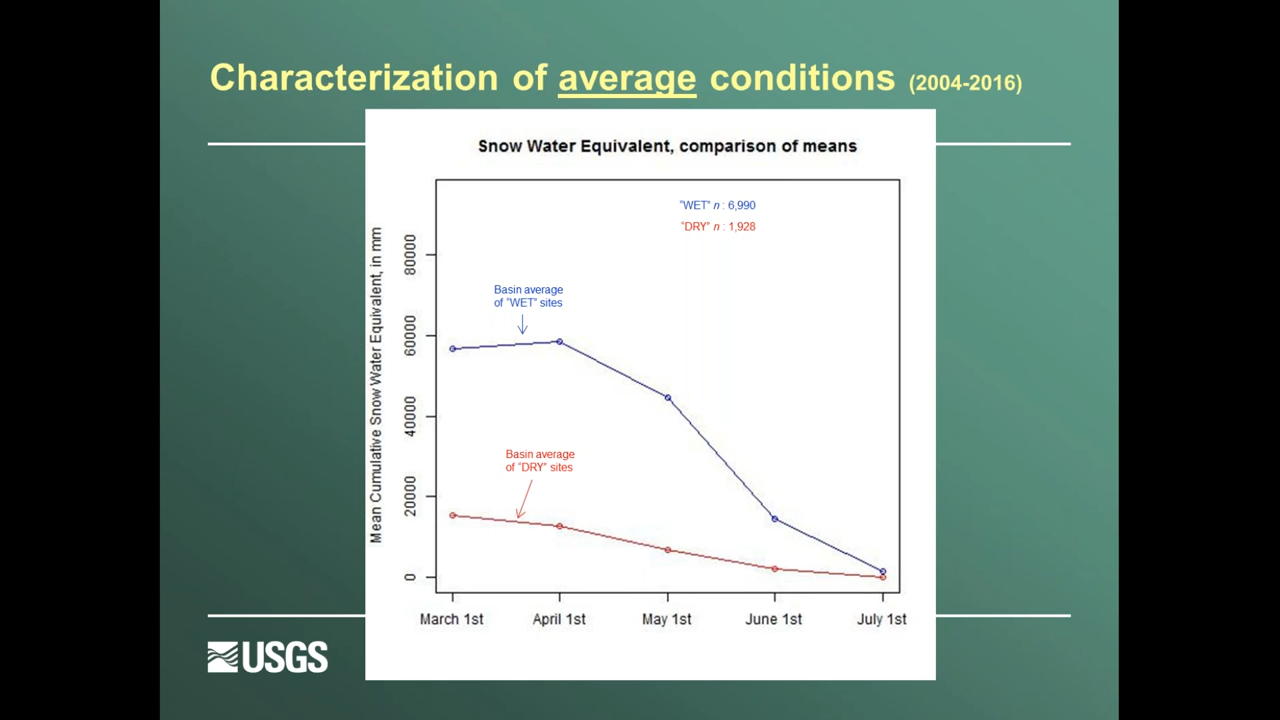 Characterization of average conditions (2004-2016)
Snow Water Equivalent, comparison of means
"WET" n : 6,990
"DRY" n : 1,928
Mean Cumulative Snow Water Equivalent, in mm
80000
60000
40000
20000
0
Basin average
of "WET" sites
Basin average
of "DRY" sites
March 1st April 1st May 1st June 1st July 1st
USGS